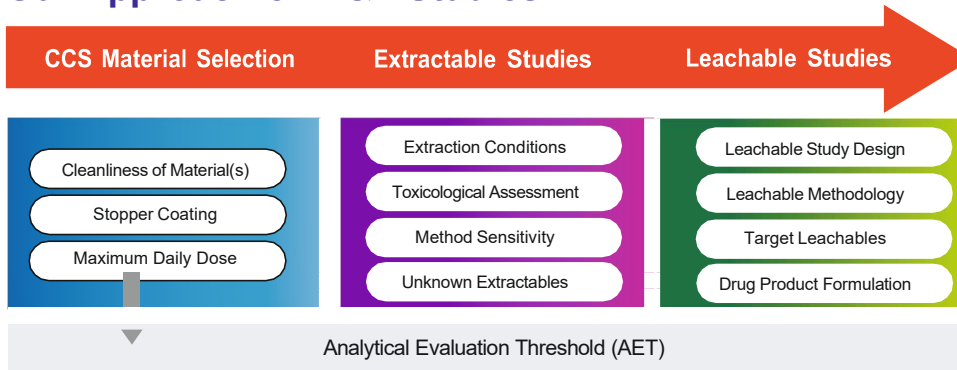 CCS Material Selection
Extractable Studies
Leachable Studies
Cleanliness of Material(s)
Stopper Coating
Maximum Daily Dose
Extraction Conditions
Toxicological Assessment
Method Sensitivity
Unknown Extractables
Leachable Study Design
Leachable Methodology
Target Leachables
Drug Product Formulation
Analytical Evaluation Threshold (AET)